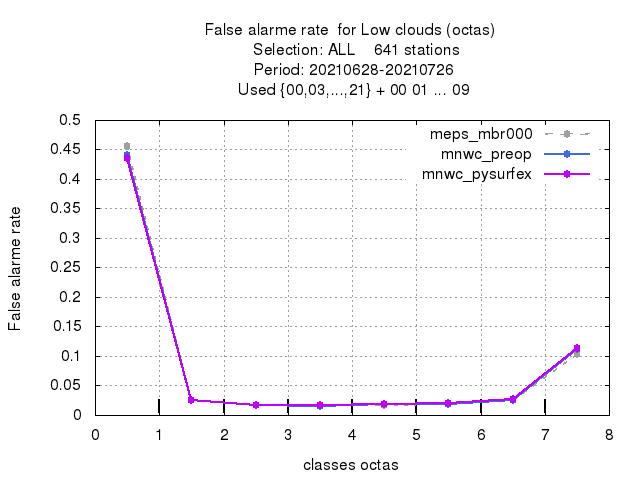 False alarme rate  for Low clouds (octas)
Selection: ALL    641 stations
Period: 20210628-20210726
Used {00,03,...,21} + 00 01 ... 09
meps_mbr000
mnwc_preop
mnwc_pysurfex
0.5
0.45
0.4
0.35
0.3
0.25
0.2
0.15
0.1
0.05
0
False alarme rate
0 1 2 3 4 5 6 7 8
classes octas